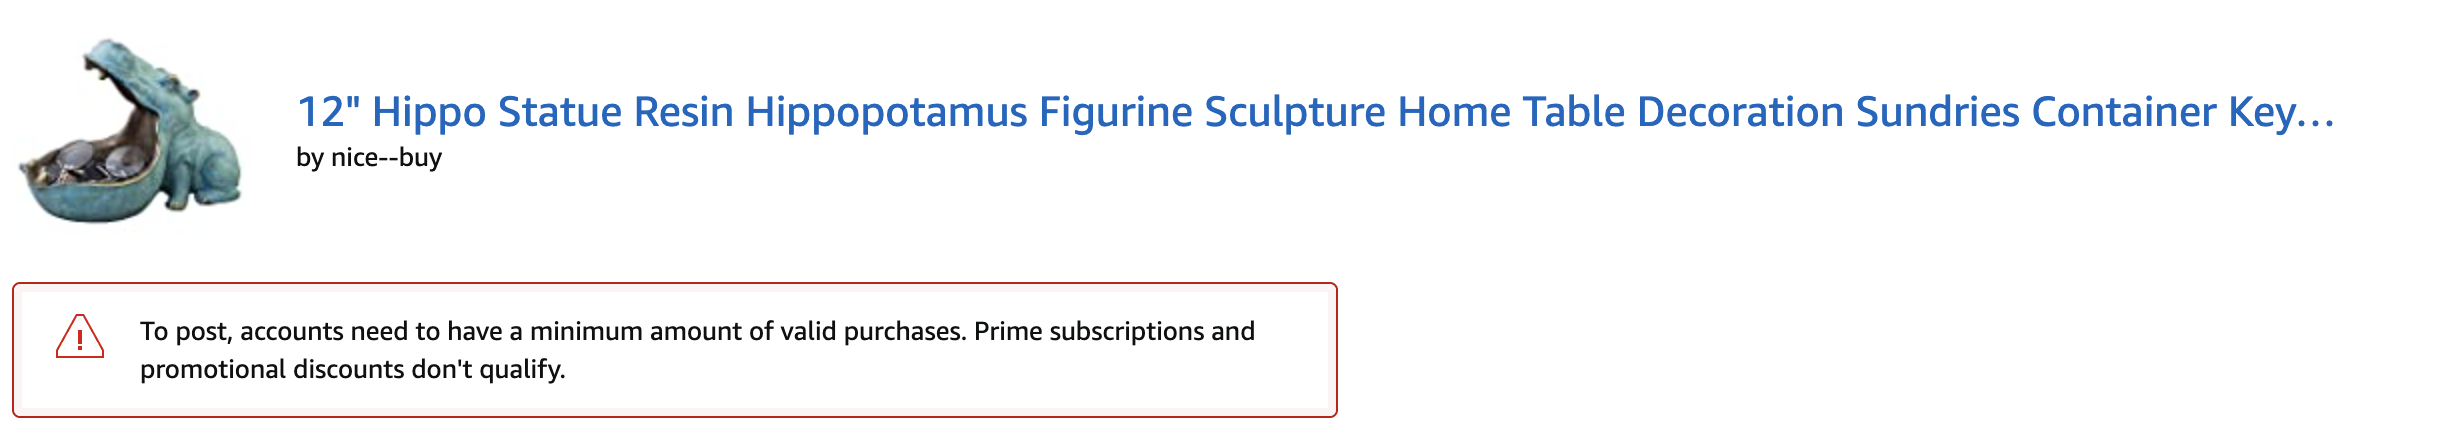 12" Hippo Statue Resin Hippopotamus Figurine Sculpture Home Table Decoration Sundries Container Key...
by nice--buy
To post, accounts need to have a minimum amount of valid purchases. Prime subscriptions and
promotional discounts don't qualify.